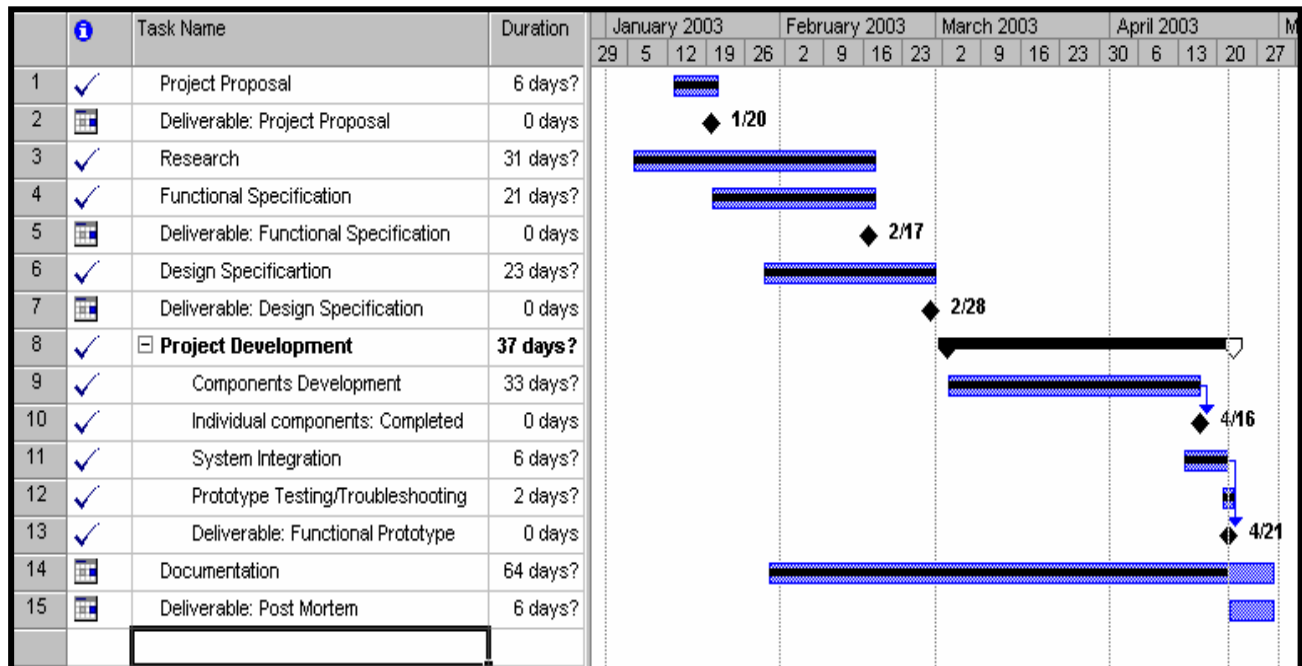 Task Name Duration January 2003 February 2003 March 2003 April 2003 M
29 5 12 19 26 2 9 16 23 2 9 16 23 30 6 13 20 27
1 Project Proposal 6 days?
2 Deliverable: Project Proposal 0 days 1/20
3 Research 31 days?
4 Functional Specification 21 days?
5 Deliverable: Functional Specification 0 days 2/17
6 Design Specificartion 23 days?
7 Deliverable: Design Specification 0 days 2/28
8 Project Development 37 days?
9 Components Development 33 days?
10 Individual components: Completed 0 days 4/16
11 System Integration 6 days?
12 Prototype Testing/Troubleshooting 2 days?
13 Deliverable: Functional Prototype 0 days 4/21
14 Documentation 64 days?
15 Deliverable: Post Mortem 6 days?